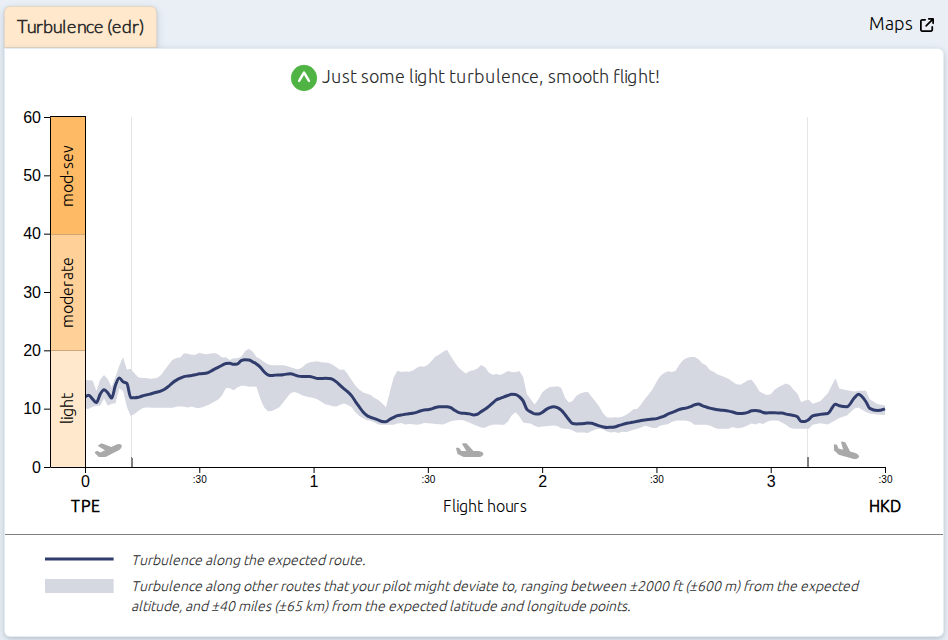 Turbulence (edr)
Maps
Just some light turbulence, smooth flight!
60
50
40
30
20
10
0
mod-sev
moderate
light
0 :30 1 :30 2 :30 3 :30
TPE Flight hours HKD
Turbulence along the expected route.
Turbulence along other routes that your pilot might deviate to, ranging between ±2000 ft (±600 m) from the expected
altitude, and ±40 miles (±65 km) from the expected latitude and longitude points.